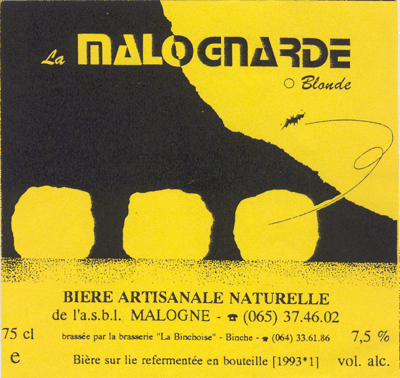 La MALOGNARDE
Blonde
BIERE ARTISANALE NATURELLE
de l'a.s.b.l. MALOGNE - ☎ (065) 37.46.02
75 cl brassée par la brasserie "La Binchoise" - Binche - ☎ (064) 33.61.86 7,5 %
e Bière sur lie refermentée en bouteille [1993*1] vol. alc.